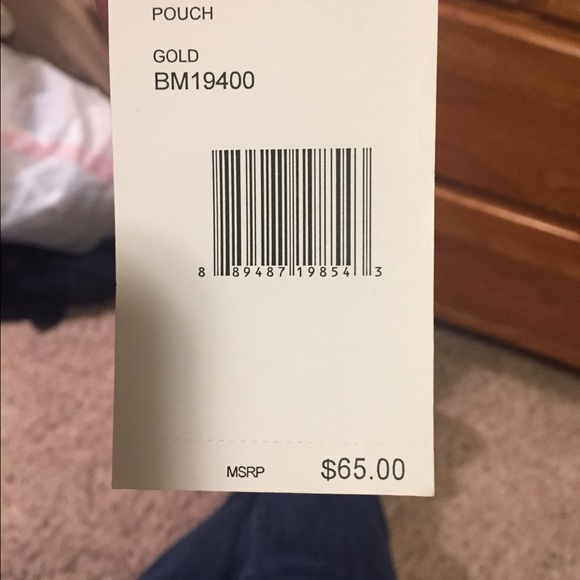 POUCH
GOLD
BM19400
8 89487 19854 3
MSRP $65.00